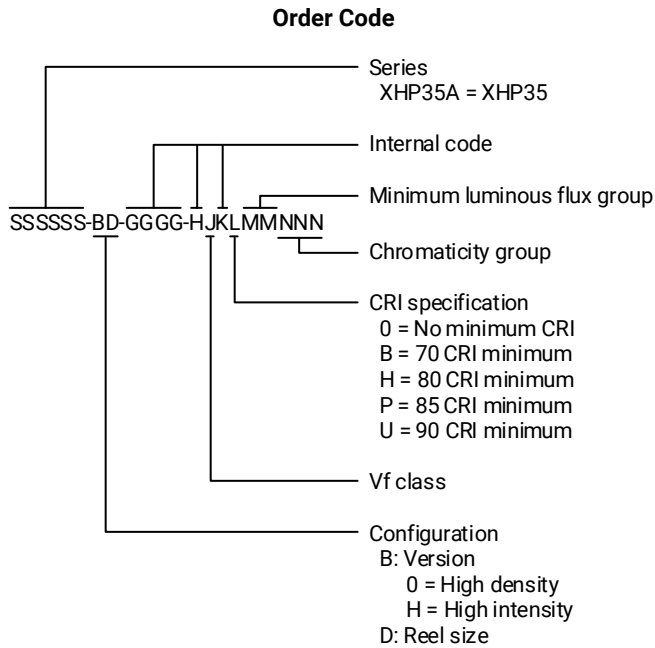 Order Code
Series
XHP35A = XHP35
Internal code
Minimum luminous flux group
SSSSSS-BD-GGGG-HJKLMMNNN
Chromaticity group
CRI specification
0 = No minimum CRI
B = 70 CRI minimum
H = 80 CRI minimum
P = 85 CRI minimum
U = 90 CRI minimum
Vf class
Configuration
B: Version
0 = High density
H = High intensity
D: Reel size